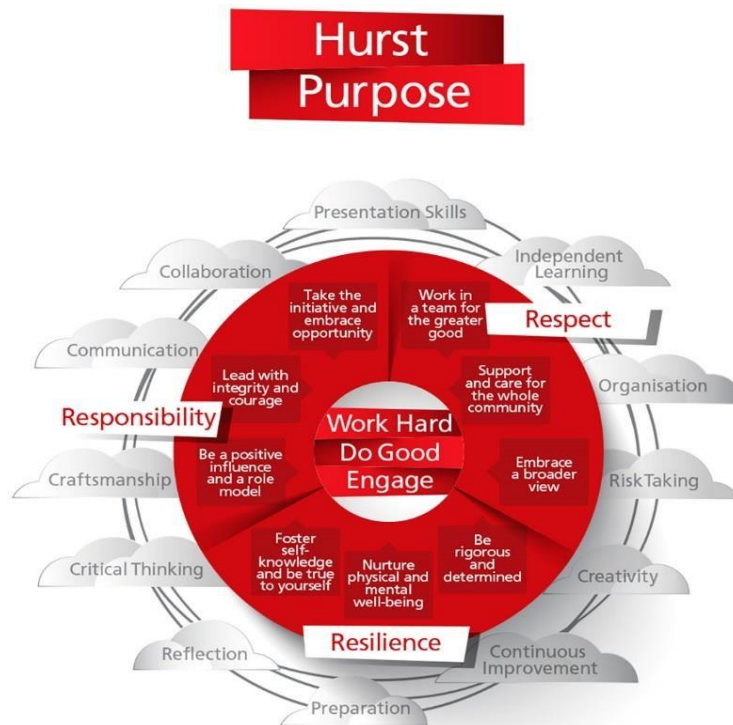 Hurst
Purpose
Presentation Skills
Independent
Learning
Organisation
Risk Taking
Creativity
Continuous
Improvement
Preparation
Reflection
Critical Thinking
Craftsmanship
Communication
Collaboration
Respect
Work in
a team for
the greater
good
Support
and care for
the whole
community
Embrace
a broader
view
Resilience
Be
rigorous
and
determined
Nurture
physical and
mental
well-being
Foster
self-
knowledge
and be true
to yourself
Responsibility
Be a positive
influence
and a role
model
Lead with
integrity and
courage
Take the
initiative and
embrace
opportunity
Work Hard
Do Good
Engage